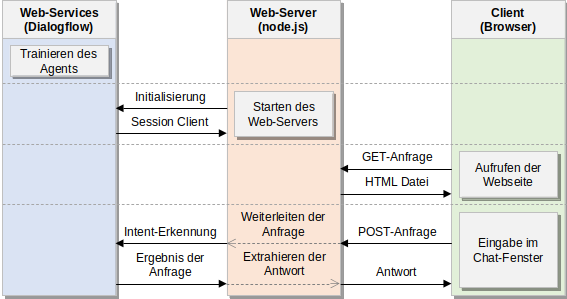 Web-Services
(Dialogflow)
Web-Server
(node.js)
Client
(Browser)
Trainieren des
Agents
Initialisierung
Session Client
Starten des
Web-Servers
GET-Anfrage
HTML Datei
Aufrufen der
Webseite
Intent-Erkennung
Weiterleiten der
Anfrage
POST-Anfrage
Eingabe im
Chat-Fenster
Ergebnis der
Anfrage
Extrahieren der
Antwort
Antwort